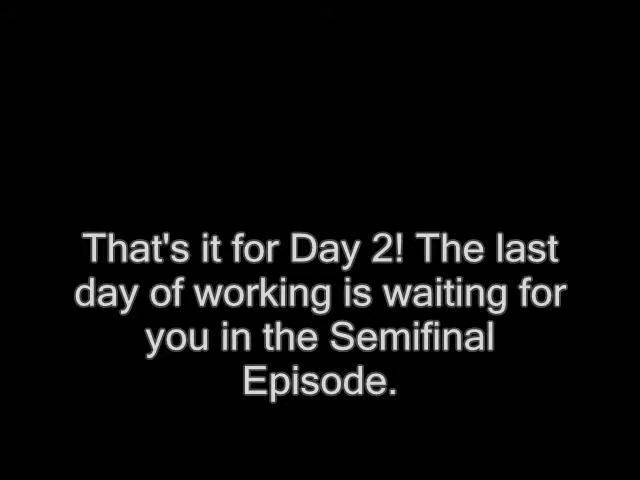 That's it for Day 2! The last
day of working is waiting for
you in the Semifinal
Episode.